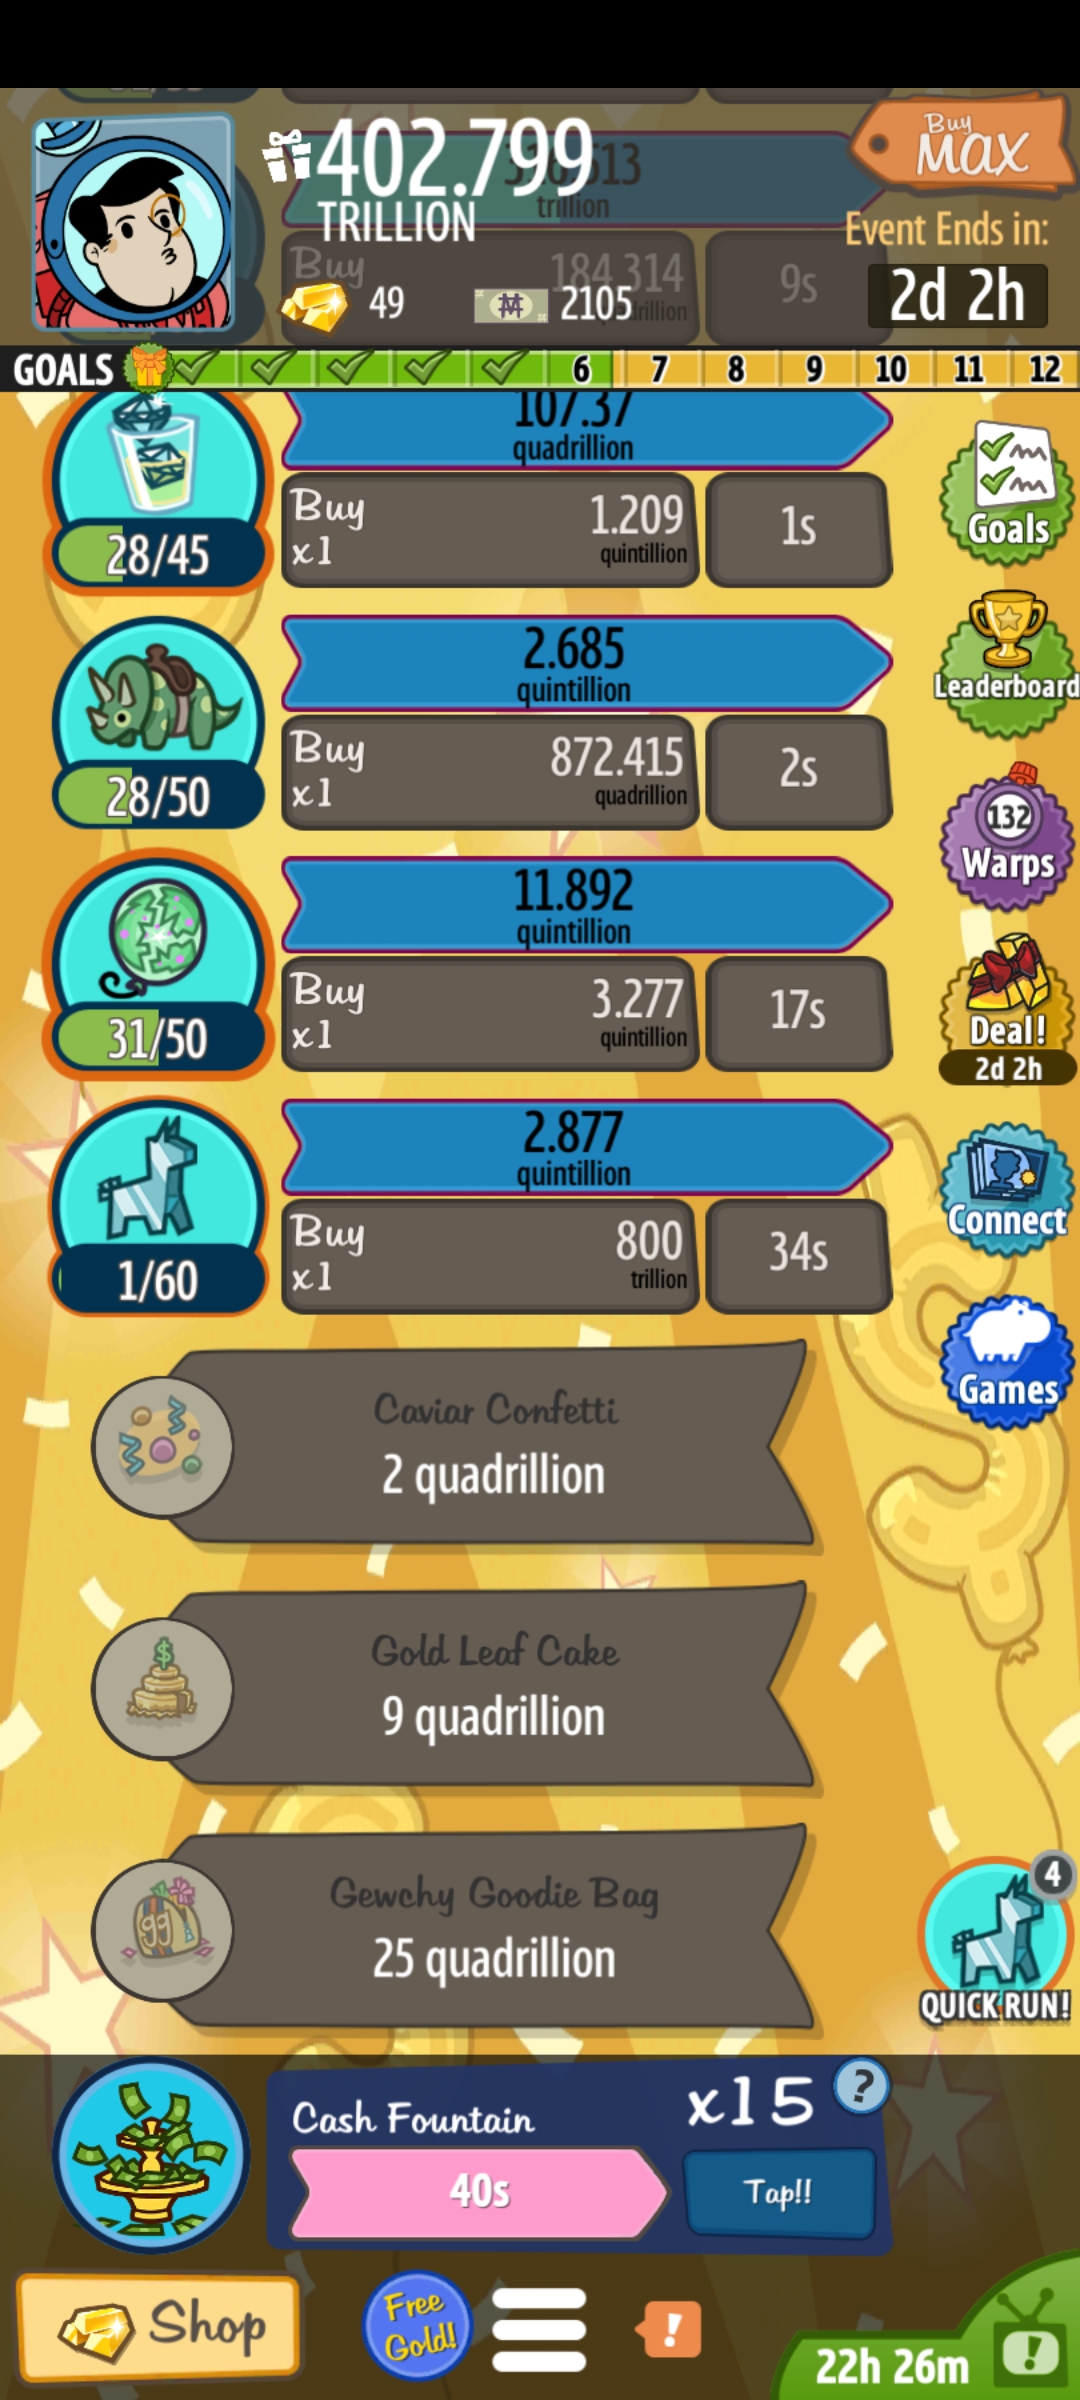 402.799
TRILLION
Buy
MAX
trillion
Event Ends in:
2d 2h
Buy
184.314
9s
49
2105
GOALS
6
7
8
9
10
11
12
107.37
quadrillion
Buy
x1
1.209
quintillion
1s
28/45
Goals
2.685
quintillion
Buy
x1
872.415
quadrillion
2s
28/50
Leaderboard
132
Warps
11.892
quintillion
Buy
x1
3.277
quintillion
17s
31/50
Deal!
2d 2h
2.877
quintillion
Buy
x1
800
trillion
34s
1/60
Connect
Games
Caviar Confetti
2 quadrillion
Gold Leaf Cake
9 quadrillion
$
Gewchy Goodie Bag
25 quadrillion
gg
4
QUICK RUN!
Cash Fountain
x15
?
40s
Tap!!
Shop
Free
Gold!
!
22h 26m
!